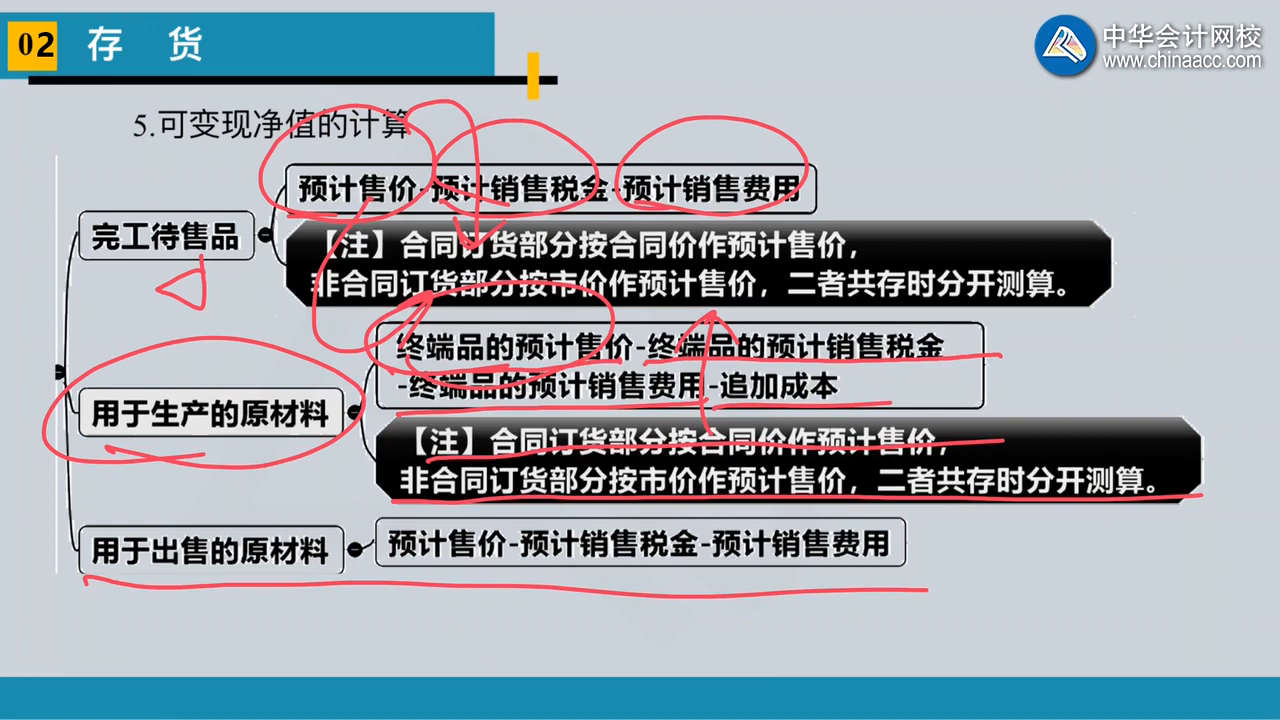 02 存 货
中华会计网校
www.chinaacc.com
5.可变现净值的计算
预计售价-预计销售税金-预计销售费用
完工待售品
【注】合同订货部分按合同价作预计售价，
非合同订货部分按市价作预计售价，二者共存时分开测算。
终端品的预计售价-终端品的预计销售税金
-终端品的预计销售费用-追加成本
用于生产的原材料
【注】合同订货部分按合同价作预计售价，
非合同订货部分按市价作预计售价，二者共存时分开测算。
用于出售的原材料
预计售价-预计销售税金-预计销售费用